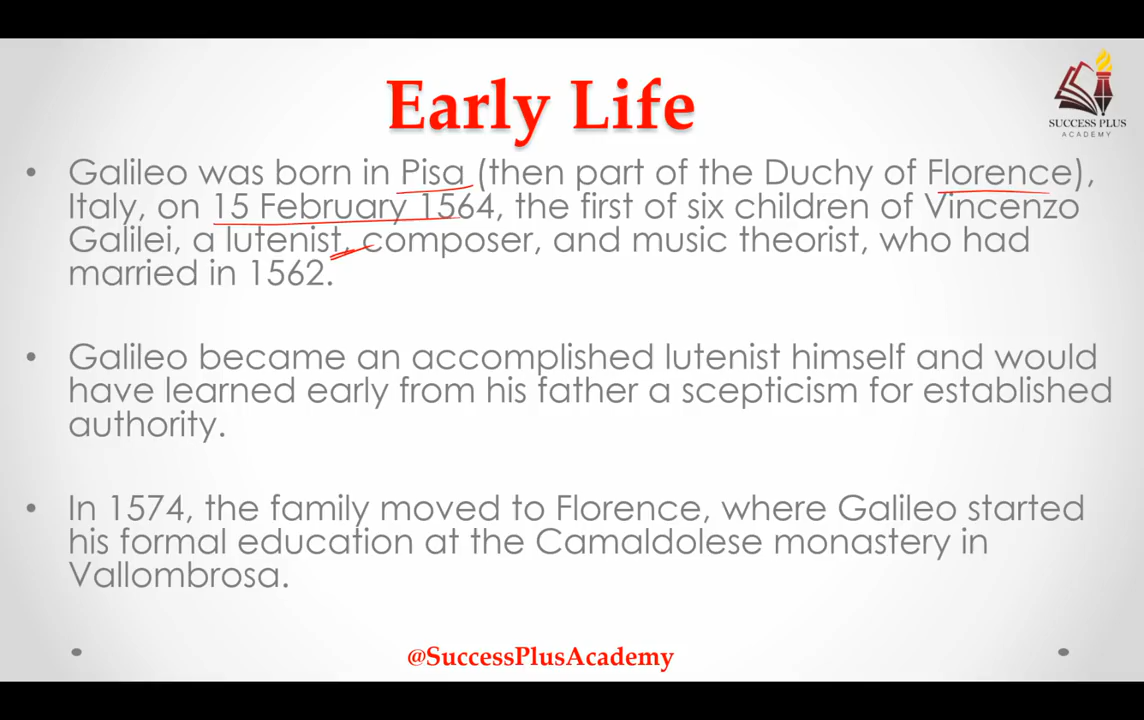 Early Life
SUCCESS PLUS
ACADEMY
• Galileo was born in Pisa (then part of the Duchy of Florence),
Italy, on 15 February 1564, the first of six children of Vincenzo
Galilei, a lutenist, composer, and music theorist, who had
married in 1562.
• Galileo became an accomplished lutenist himself and would
have learned early from his father a scepticism for established
authority.
• In 1574, the family moved to Florence, where Galileo started
his formal education at the Camaldolese monastery in
Vallombrosa.
@SuccessPlusAcademy